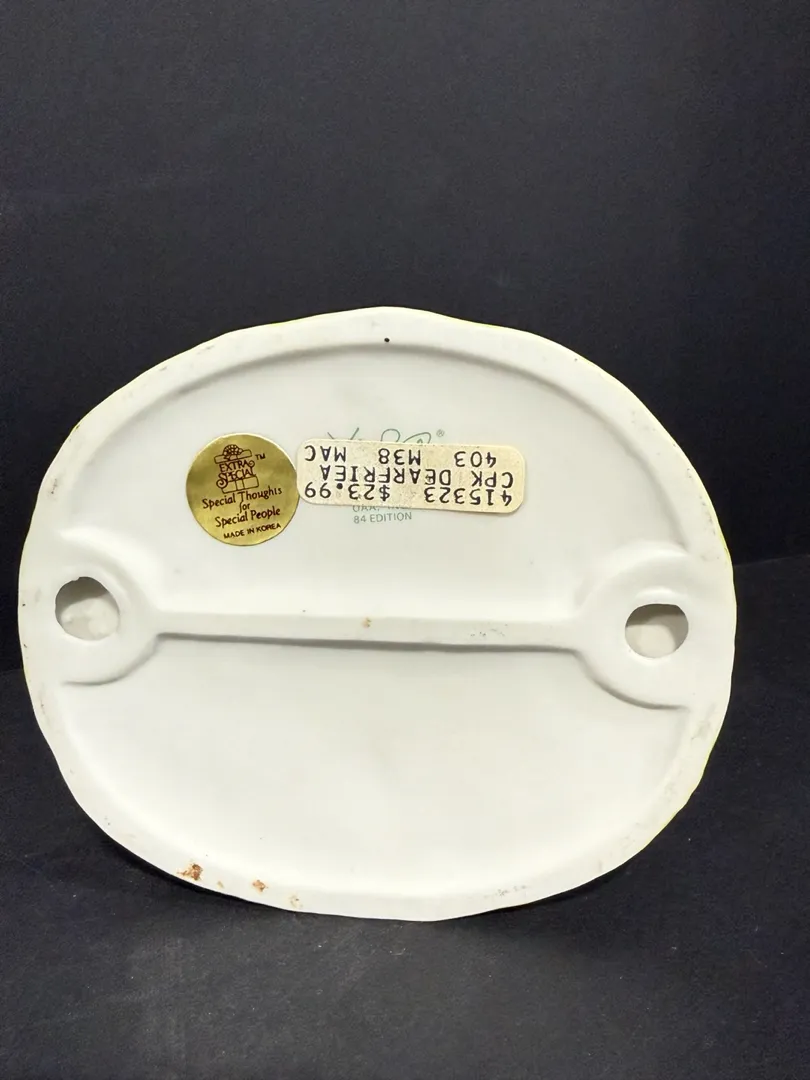 EXTRA
SPECIAL™
Special Thoughts
for
Special People
MADE IN KOREA
®
415323 $23.99
CPK DEARFRIEA
403 M38 MAC
84 EDITION